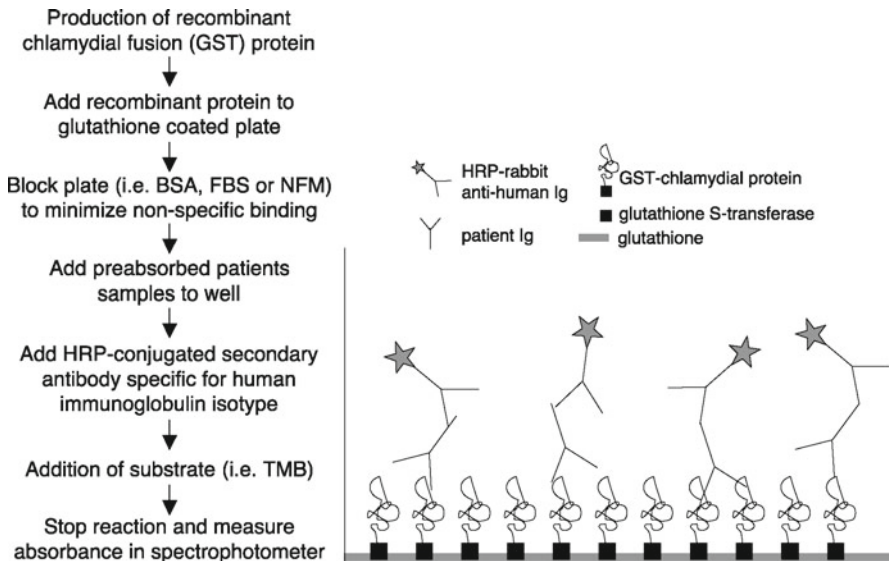 Production of recombinant
chlamydial fusion (GST) protein
Add recombinant protein to
glutathione coated plate
Block plate (i.e. BSA, FBS or NFM)
to minimize non-specific binding
Add preabsorbed patients
samples to well
Add HRP-conjugated secondary
antibody specific for human
immunoglobulin isotype
Addition of substrate (i.e. TMB)
Stop reaction and measure
absorbance in spectrophotometer
HRP-rabbit
anti-human Ig
patient Ig
GST-chlamydial protein
glutathione S-transferase
glutathione